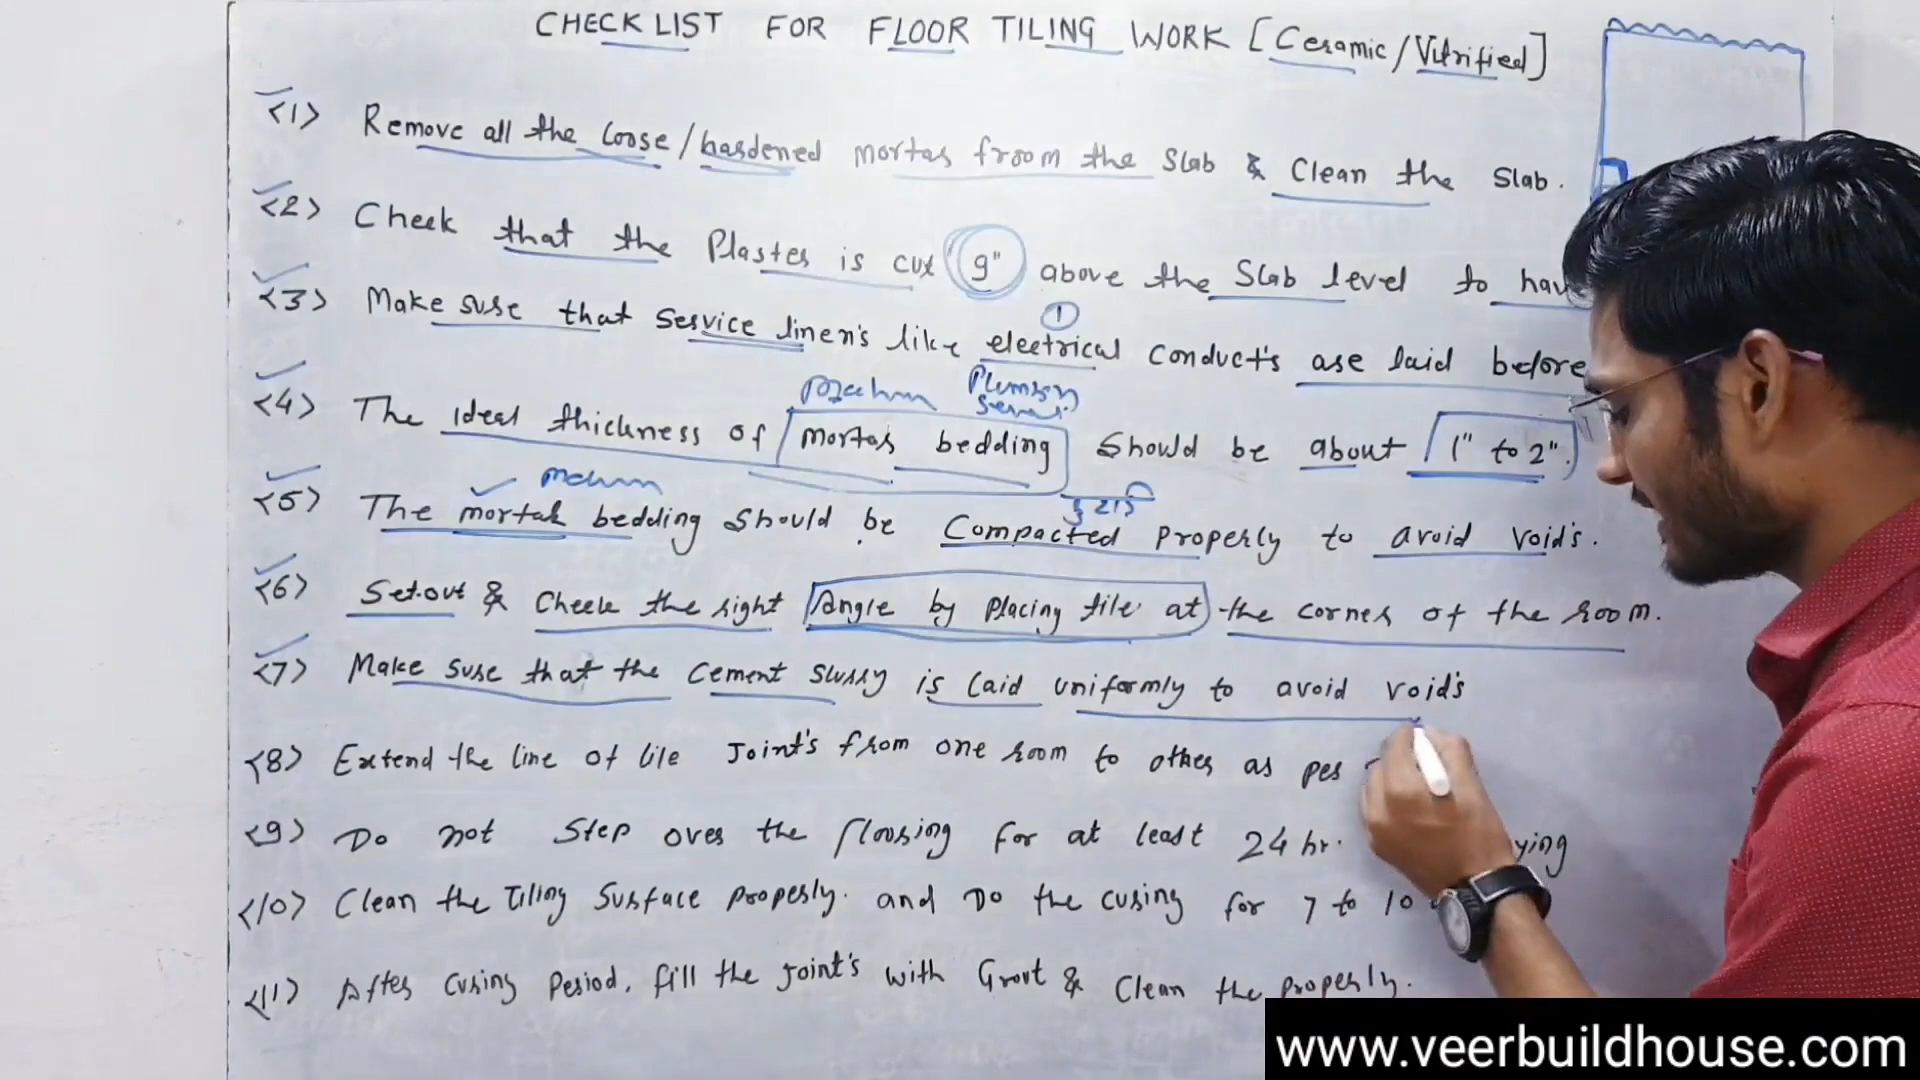 CHECK LIST FOR FLOOR TILING WORK [Ceramic/Vitrified]
<1> Remove all the loose/hardened mortar froom the Slab & Clean the Slab.
<2> Check that the Plaster is cut 9" above the Slab level to have
1
<3> Make sure that service linen's like electrical conduct's are laid before
<4> The ideal thickness of mortar bedding should be about 1" to 2".
<5> The mortar bedding should be Compacted Properly to avoid void's.
<6> Set-out & Check the right Angle by Placing tile at the corner of the room.
<7> Make sure that the cement slurry is laid uniformly to avoid void's
<8> Extend the line of tile Joint's from one room to other as per
<9> Do not Step over the flooring for at least 24 hr. ying
<10> Clean the Tiling Surface properly. and Do the curing for 7 to 10
<11> After curing Period, fill the joint's with Grout & Clean the properly.
www.veerbuildhouse.com